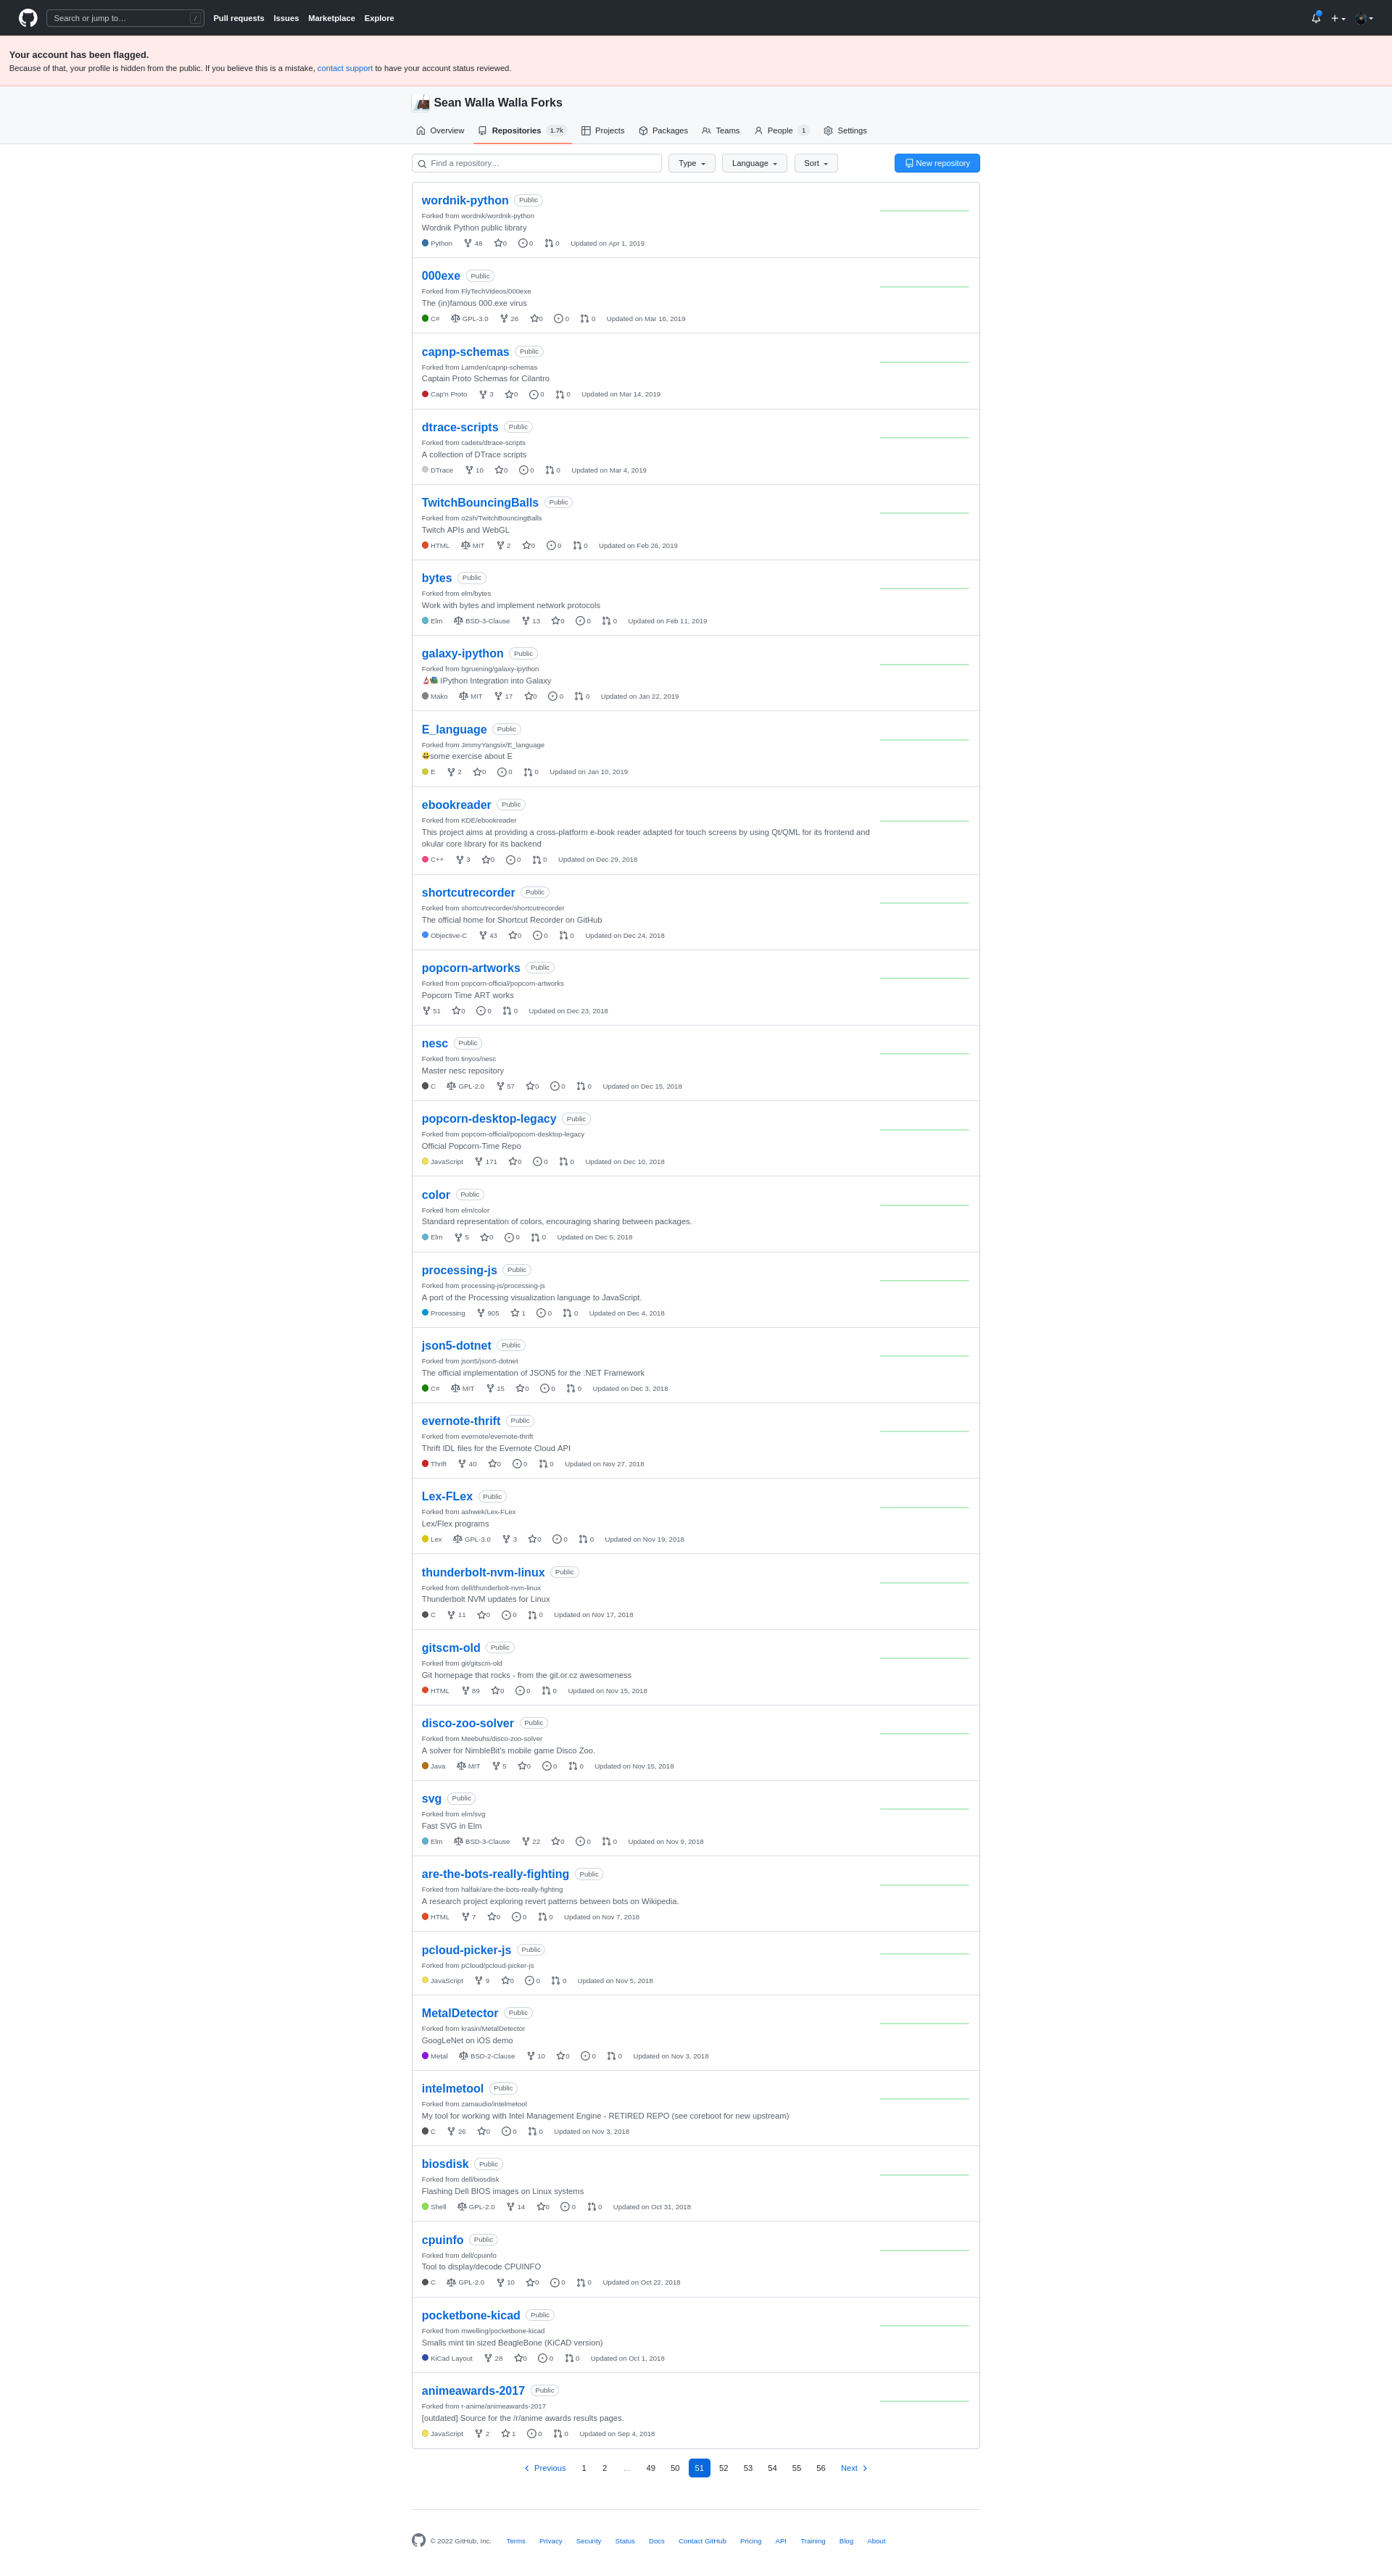 Search or jump to… /
Pull requests Issues Marketplace Explore
Your account has been flagged.
Because of that, your profile is hidden from the public. If you believe this is a mistake, contact support to have your account status reviewed.
Sean Walla Walla Forks
Overview Repositories 1.7k Projects Packages Teams People 1 Settings
Find a repository… Type Language Sort New repository
wordnik-python Public
Forked from wordnik/wordnik-python
Wordnik Python public library
Python 48 0 0 0 Updated on Apr 1, 2019
000exe Public
Forked from FlyTechVideos/000exe
The (in)famous 000.exe virus
C# GPL-3.0 26 0 0 0 Updated on Mar 16, 2019
capnp-schemas Public
Forked from Lamden/capnp-schemas
Captain Proto Schemas for Cilantro
Cap'n Proto 3 0 0 0 Updated on Mar 14, 2019
dtrace-scripts Public
Forked from cadets/dtrace-scripts
A collection of DTrace scripts
DTrace 10 0 0 0 Updated on Mar 4, 2019
TwitchBouncingBalls Public
Forked from o2sh/TwitchBouncingBalls
Twitch APIs and WebGL
HTML MIT 2 0 0 0 Updated on Feb 26, 2019
bytes Public
Forked from elm/bytes
Work with bytes and implement network protocols
Elm BSD-3-Clause 13 0 0 0 Updated on Feb 11, 2019
galaxy-ipython Public
Forked from bgruening/galaxy-ipython
IPython Integration into Galaxy
Mako MIT 17 0 0 0 Updated on Jan 22, 2019
E_language Public
Forked from JimmyYangsix/E_language
😃some exercise about E
E 2 0 0 0 Updated on Jan 10, 2019
ebookreader Public
Forked from KDE/ebookreader
This project aims at providing a cross-platform e-book reader adapted for touch screens by using Qt/QML for its frontend and
okular core library for its backend
C++ 3 0 0 0 Updated on Dec 29, 2018
shortcutrecorder Public
Forked from shortcutrecorder/shortcutrecorder
The official home for Shortcut Recorder on GitHub
Objective-C 43 0 0 0 Updated on Dec 24, 2018
popcorn-artworks Public
Forked from popcorn-official/popcorn-artworks
Popcorn Time ART works
51 0 0 0 Updated on Dec 23, 2018
nesc Public
Forked from tinyos/nesc
Master nesc repository
C GPL-2.0 57 0 0 0 Updated on Dec 15, 2018
popcorn-desktop-legacy Public
Forked from popcorn-official/popcorn-desktop-legacy
Official Popcorn-Time Repo
JavaScript 171 0 0 0 Updated on Dec 10, 2018
color Public
Forked from elm/color
Standard representation of colors, encouraging sharing between packages.
Elm 5 0 0 0 Updated on Dec 5, 2018
processing-js Public
Forked from processing-js/processing-js
A port of the Processing visualization language to JavaScript.
Processing 905 1 0 0 Updated on Dec 4, 2018
json5-dotnet Public
Forked from json5/json5-dotnet
The official implementation of JSON5 for the .NET Framework
C# MIT 15 0 0 0 Updated on Dec 3, 2018
evernote-thrift Public
Forked from evernote/evernote-thrift
Thrift IDL files for the Evernote Cloud API
Thrift 40 0 0 0 Updated on Nov 27, 2018
Lex-FLex Public
Forked from ashwek/Lex-FLex
Lex/Flex programs
Lex GPL-3.0 3 0 0 0 Updated on Nov 19, 2018
thunderbolt-nvm-linux Public
Forked from dell/thunderbolt-nvm-linux
Thunderbolt NVM updates for Linux
C 11 0 0 0 Updated on Nov 17, 2018
gitscm-old Public
Forked from git/gitscm-old
Git homepage that rocks - from the git.or.cz awesomeness
HTML 89 0 0 0 Updated on Nov 15, 2018
disco-zoo-solver Public
Forked from Meebuhs/disco-zoo-solver
A solver for NimbleBit's mobile game Disco Zoo.
Java MIT 5 0 0 0 Updated on Nov 15, 2018
svg Public
Forked from elm/svg
Fast SVG in Elm
Elm BSD-3-Clause 22 0 0 0 Updated on Nov 9, 2018
are-the-bots-really-fighting Public
Forked from halfak/are-the-bots-really-fighting
A research project exploring revert patterns between bots on Wikipedia.
HTML 7 0 0 0 Updated on Nov 7, 2018
pcloud-picker-js Public
Forked from pCloud/pcloud-picker-js
JavaScript 9 0 0 0 Updated on Nov 5, 2018
MetalDetector Public
Forked from krasin/MetalDetector
GoogLeNet on iOS demo
Metal BSD-2-Clause 10 0 0 0 Updated on Nov 3, 2018
intelmetool Public
Forked from zamaudio/intelmetool
My tool for working with Intel Management Engine - RETIRED REPO (see coreboot for new upstream)
C 26 0 0 0 Updated on Nov 3, 2018
biosdisk Public
Forked from dell/biosdisk
Flashing Dell BIOS images on Linux systems
Shell GPL-2.0 14 0 0 0 Updated on Oct 31, 2018
cpuinfo Public
Forked from dell/cpuinfo
Tool to display/decode CPUINFO
C GPL-2.0 10 0 0 0 Updated on Oct 22, 2018
pocketbone-kicad Public
Forked from mwelling/pocketbone-kicad
Smalls mint tin sized BeagleBone (KiCAD version)
KiCad Layout 28 0 0 0 Updated on Oct 1, 2018
animeawards-2017 Public
Forked from r-anime/animeawards-2017
[outdated] Source for the /r/anime awards results pages.
JavaScript 2 1 0 0 Updated on Sep 4, 2018
Previous 1 2 … 49 50 51 52 53 54 55 56 Next
© 2022 GitHub, Inc. Terms Privacy Security Status Docs Contact GitHub Pricing API Training Blog About